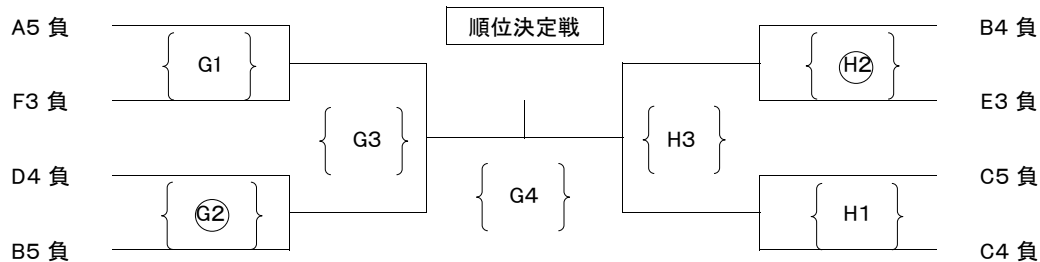 順位決定戦
A5 負
B4 負
G1
H2
F3 負
E3 負
G3
H3
D4 負
C5 負
G4
G2
H1
B5 負
C4 負